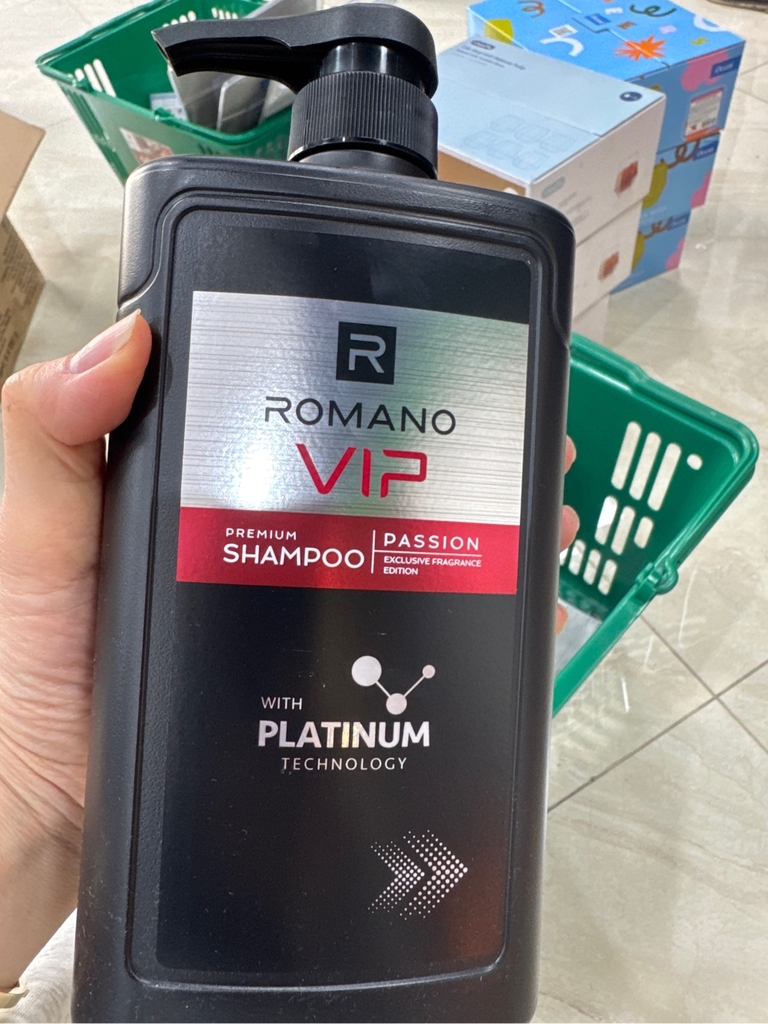 R
ROMANO
VIP
PREMIUM
SHAMPOO
PASSION
EXCLUSIVE FRAGRANCE
EDITION
WITH
PLATINUM
TECHNOLOGY